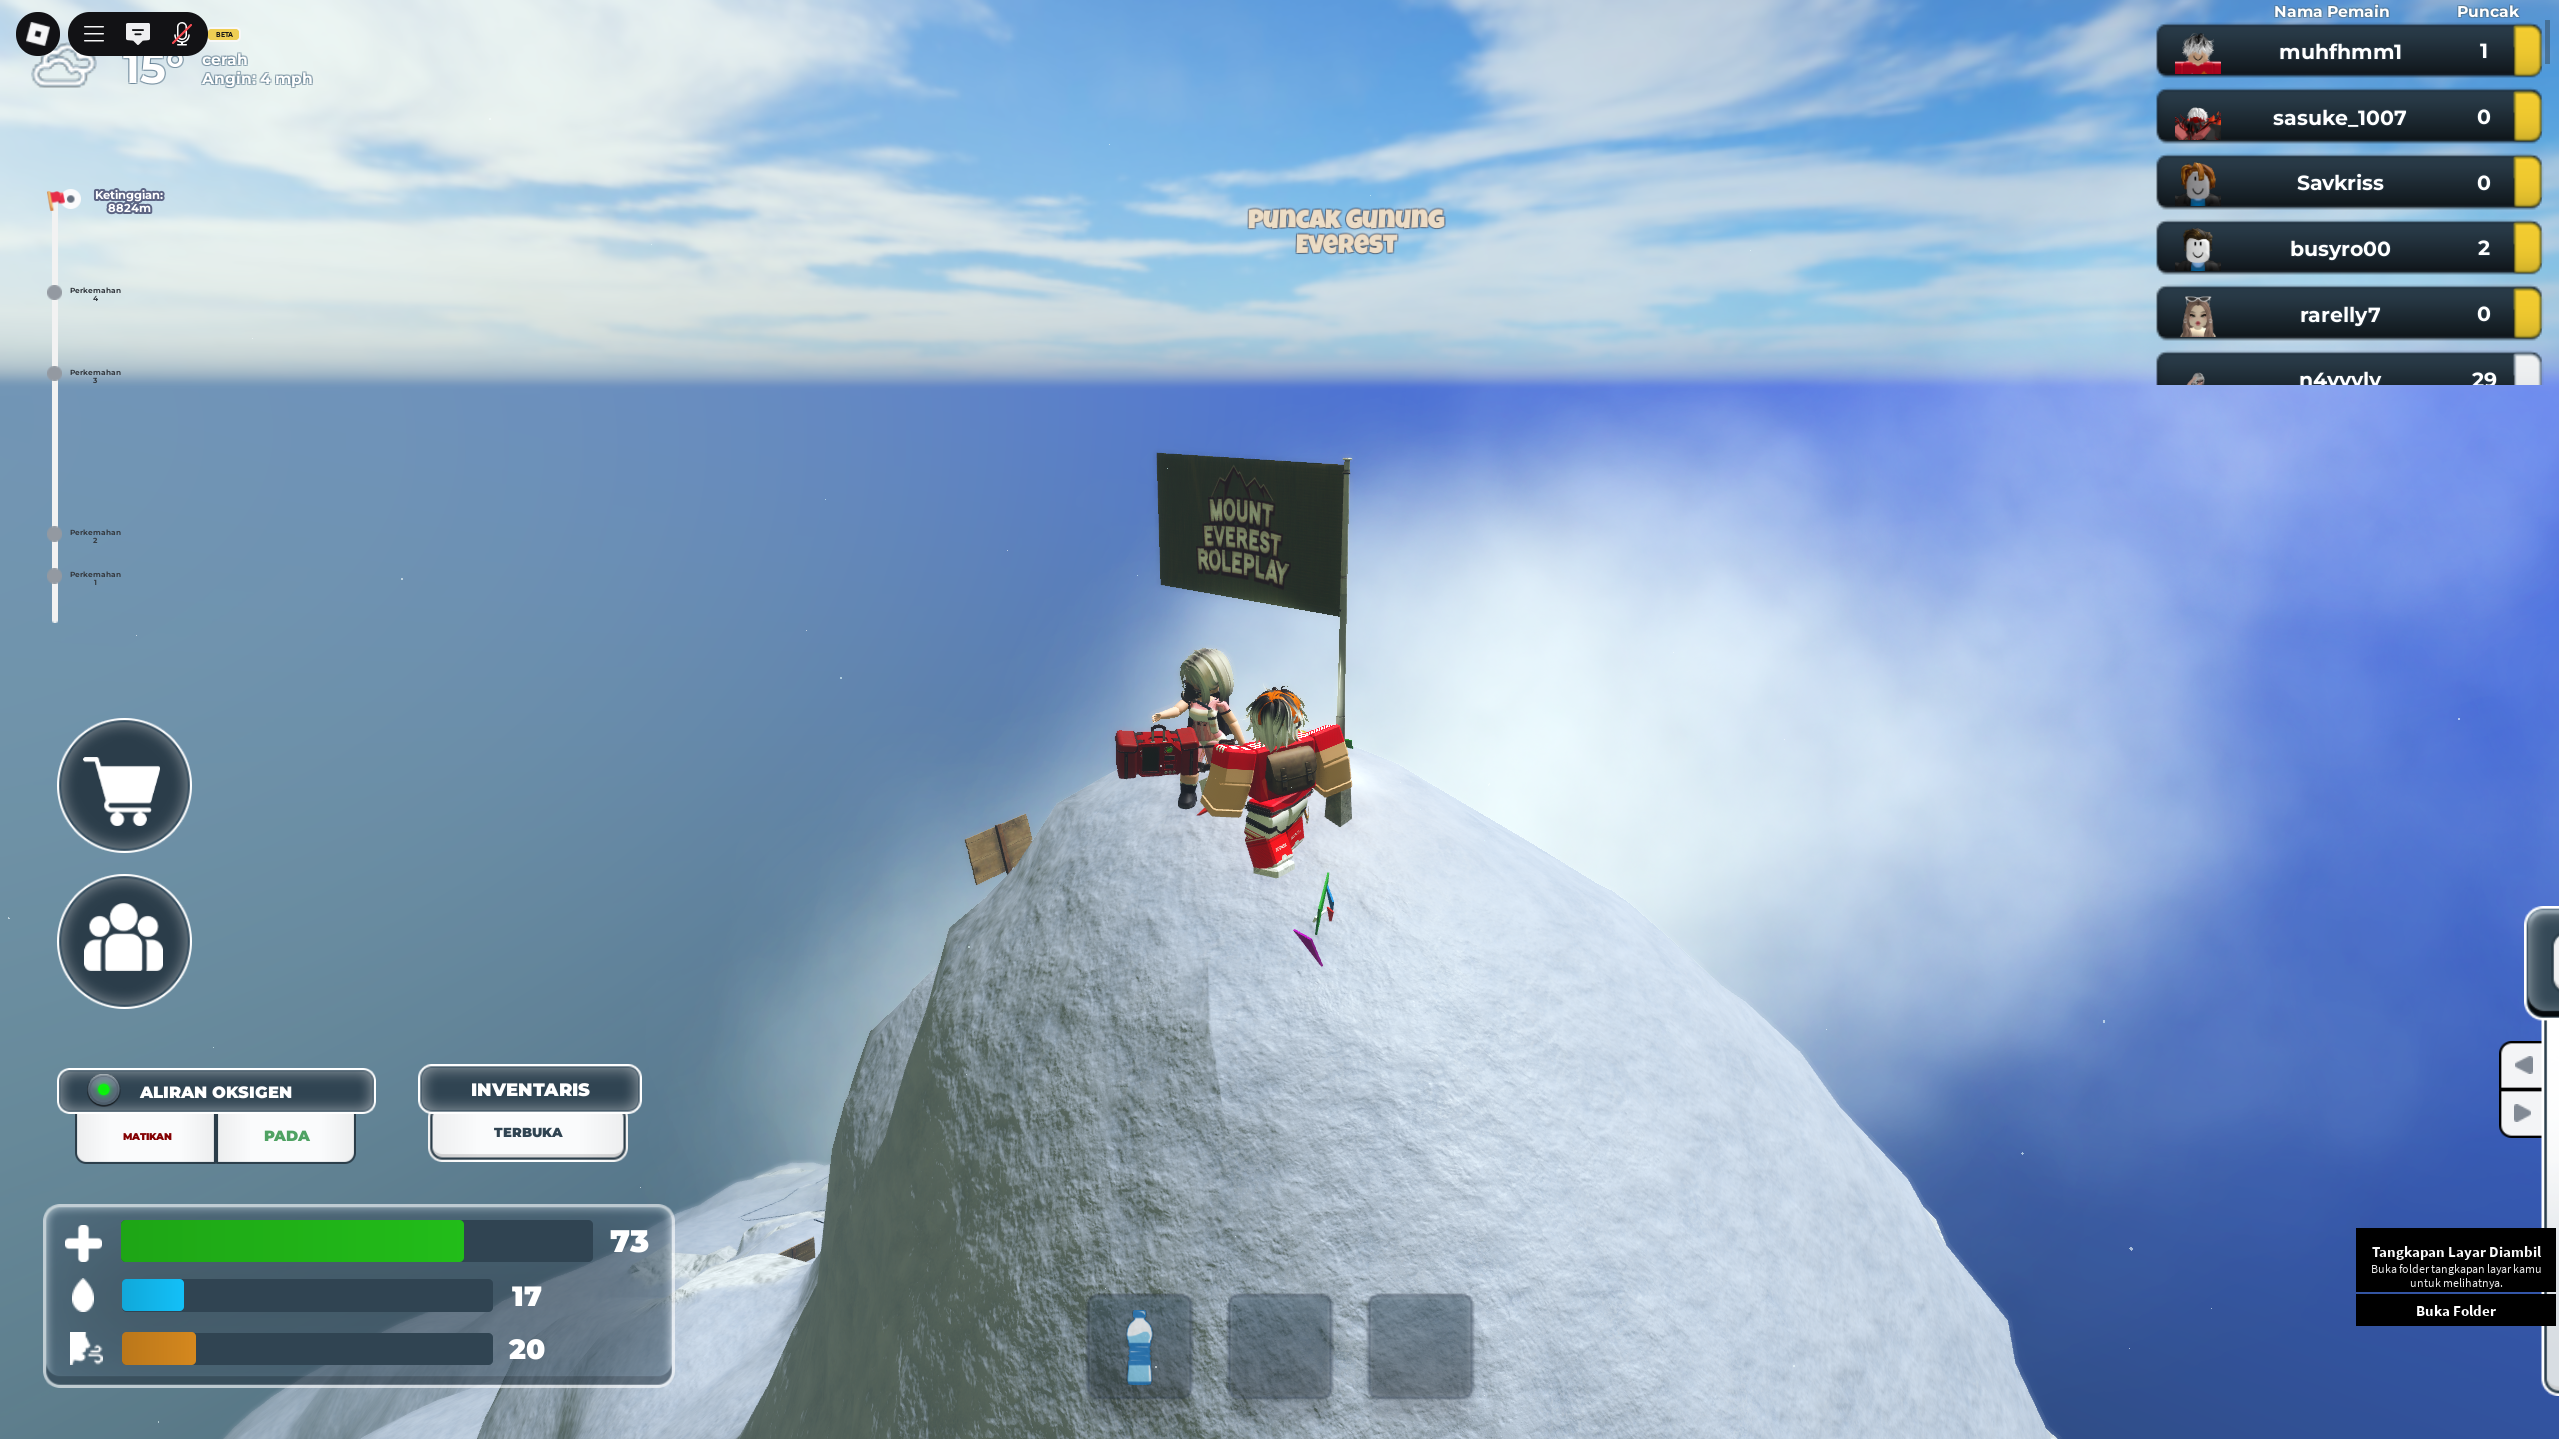 BETA
15°
cerah
Angin: 4 mph
Nama Pemain Puncak
muhfhmm1 1
sasuke_1007 0
Savkriss 0
busyro00 2
rarelly7 0
n4yyyly 29
Ketinggian:
8824m
Perkemahan
4
Perkemahan
3
Perkemahan
2
Perkemahan
1
Puncak Gunung
Everest
MOUNT
EVEREST
ROLEPLAY
ALIRAN OKSIGEN
MATIKAN PADA
INVENTARIS
TERBUKA
73
17
20
Tangkapan Layar Diambil
Buka folder tangkapan layar kamu
untuk melihatnya.
Buka Folder